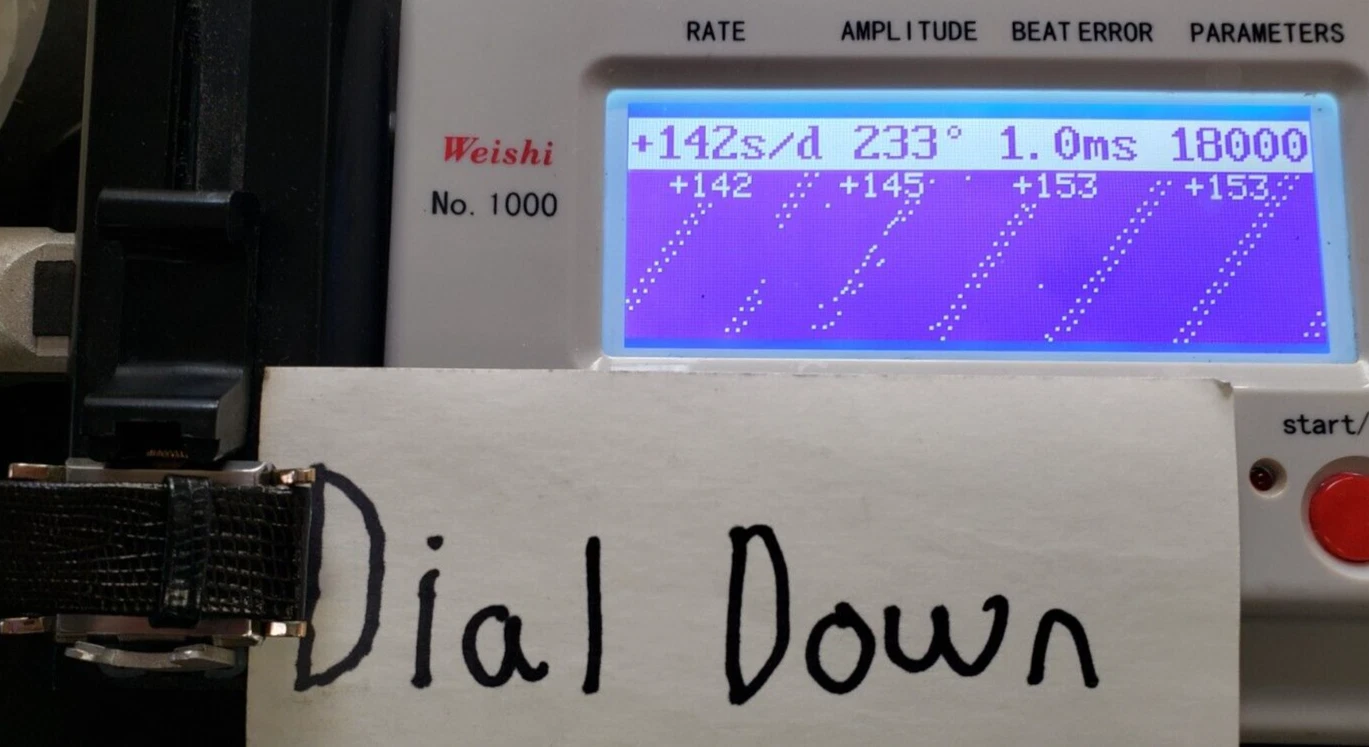 RATE AMPLITUDE BEAT ERROR PARAMETERS
+142s/d 233° 1.0ms 18000
+142 +145 +153 +153
Weishi
No. 1000
start/
Dial Down